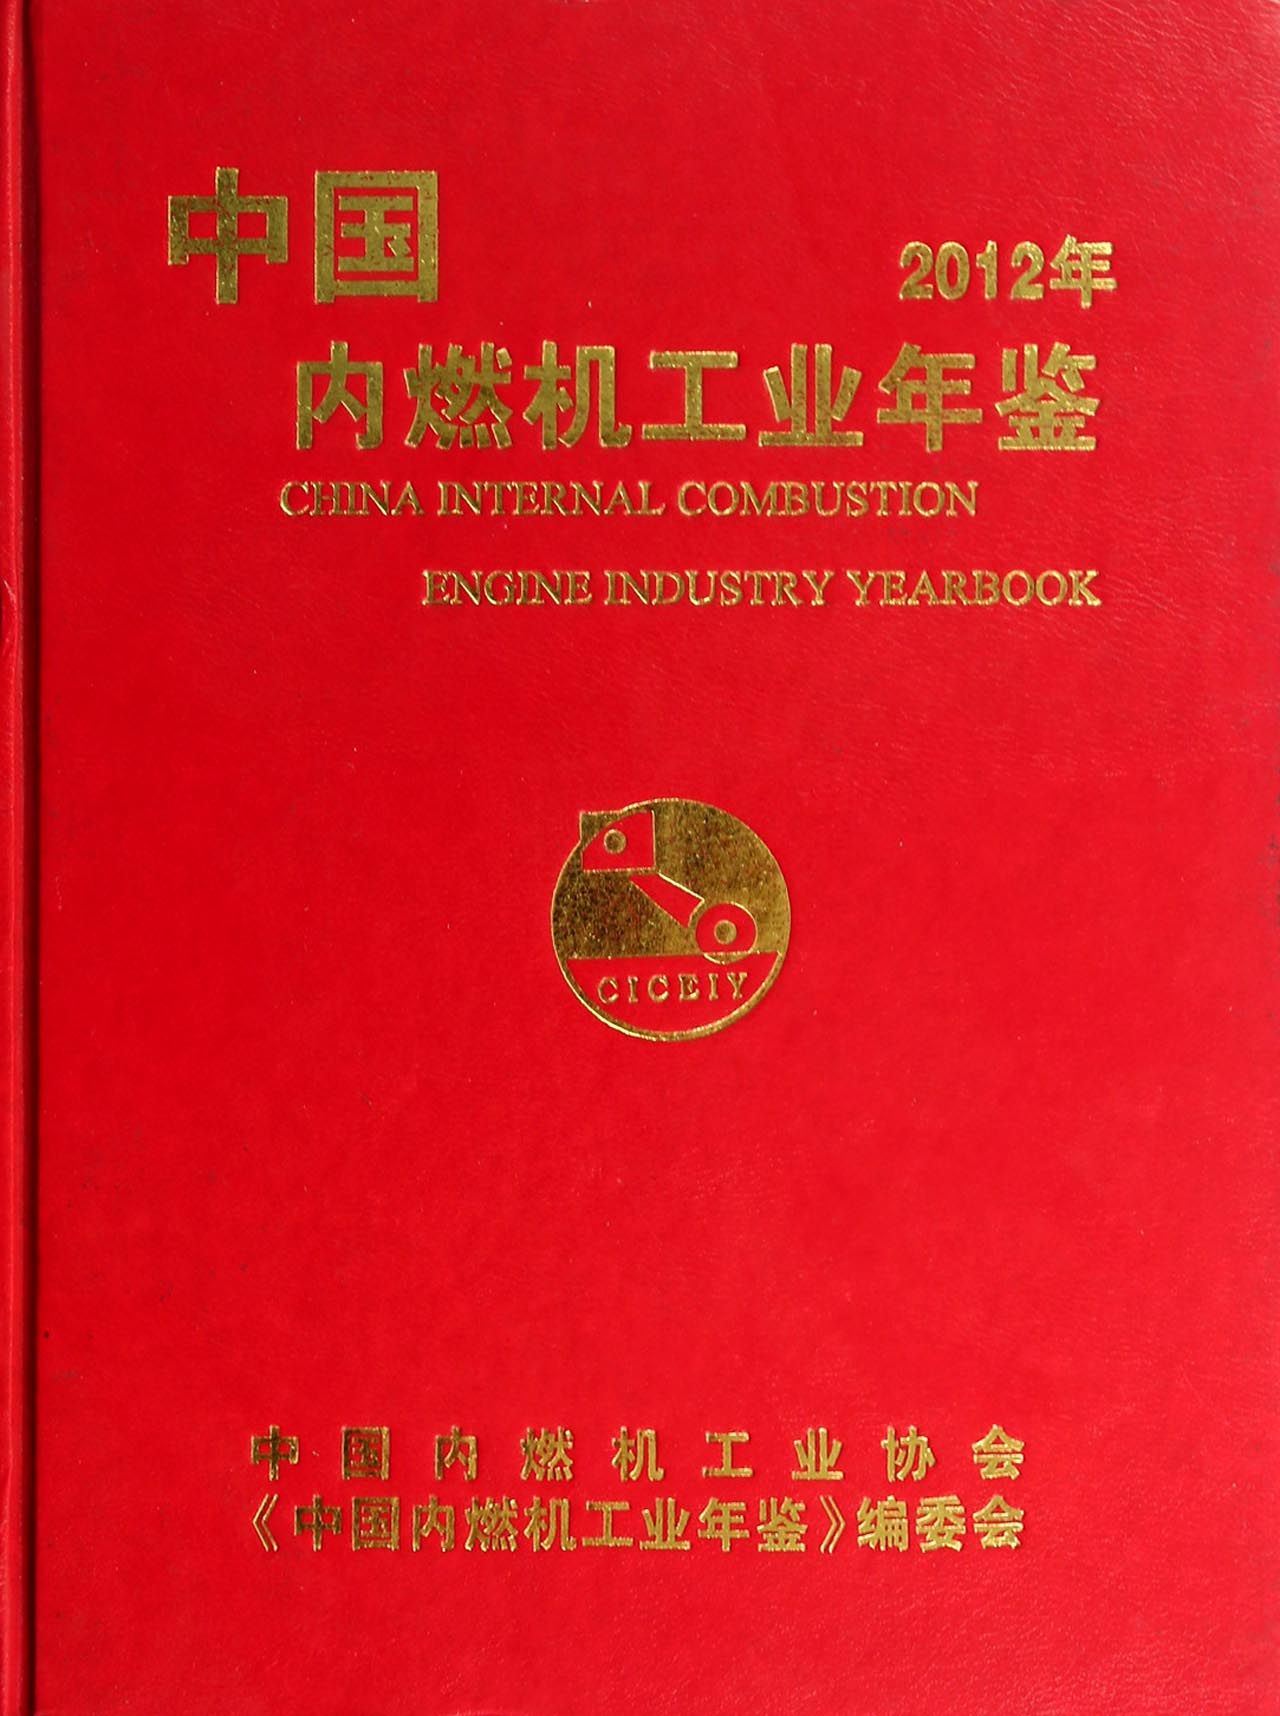 中国
2012年
内燃机工业年鉴
CHINA INTERNAL COMBUSTION
ENGINE INDUSTRY YEARBOOK
CICEIY
中国内燃机工业协会
《中国内燃机工业年鉴》编委会